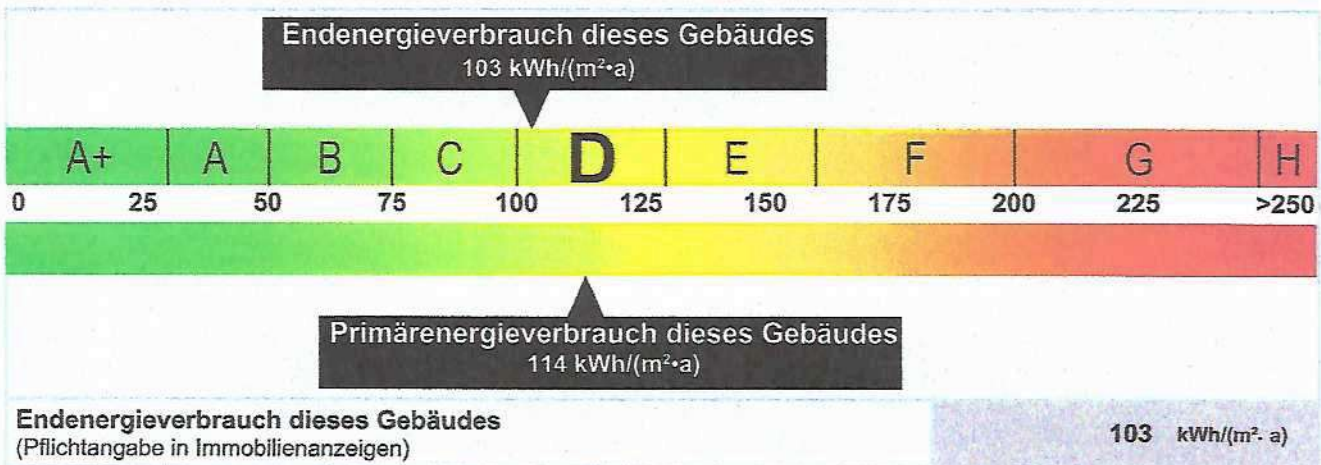 Endenergieverbrauch dieses Gebäudes
103 kWh/(m²•a)
A+ A B C D E F G H
0 25 50 75 100 125 150 175 200 225 >250
Primärenergieverbrauch dieses Gebäudes
114 kWh/(m²•a)
Endenergieverbrauch dieses Gebäudes
(Pflichtangabe in Immobilienanzeigen)
103 kWh/(m²· a)